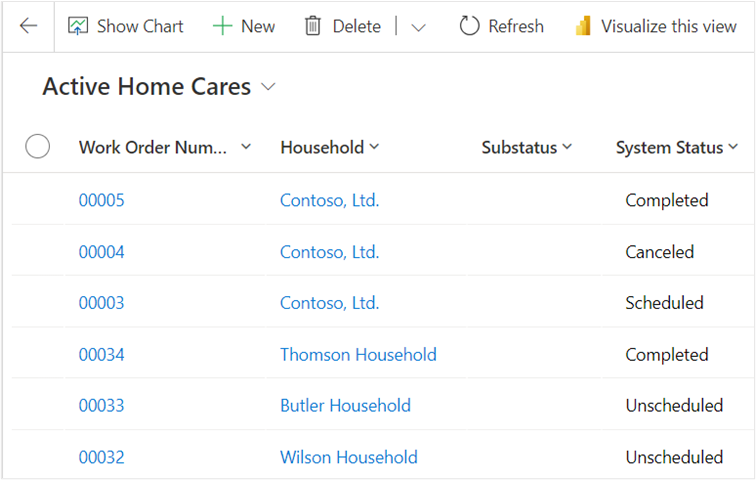 Show Chart New Delete Refresh Visualize this view
Active Home Cares
Work Order Num... Household Substatus System Status
00005 Contoso, Ltd. Completed
00004 Contoso, Ltd. Canceled
00003 Contoso, Ltd. Scheduled
00034 Thomson Household Completed
00033 Butler Household Unscheduled
00032 Wilson Household Unscheduled